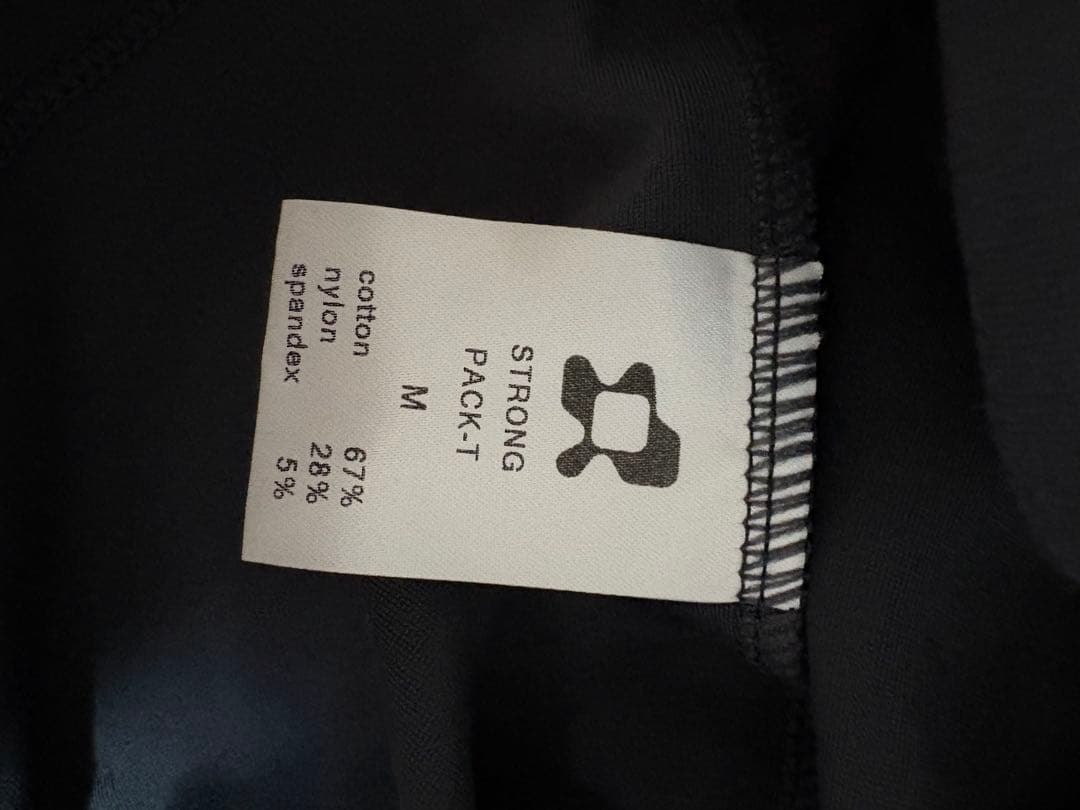 STRONG
PACK-T
M
cotton 67%
nylon 28%
spandex 5%